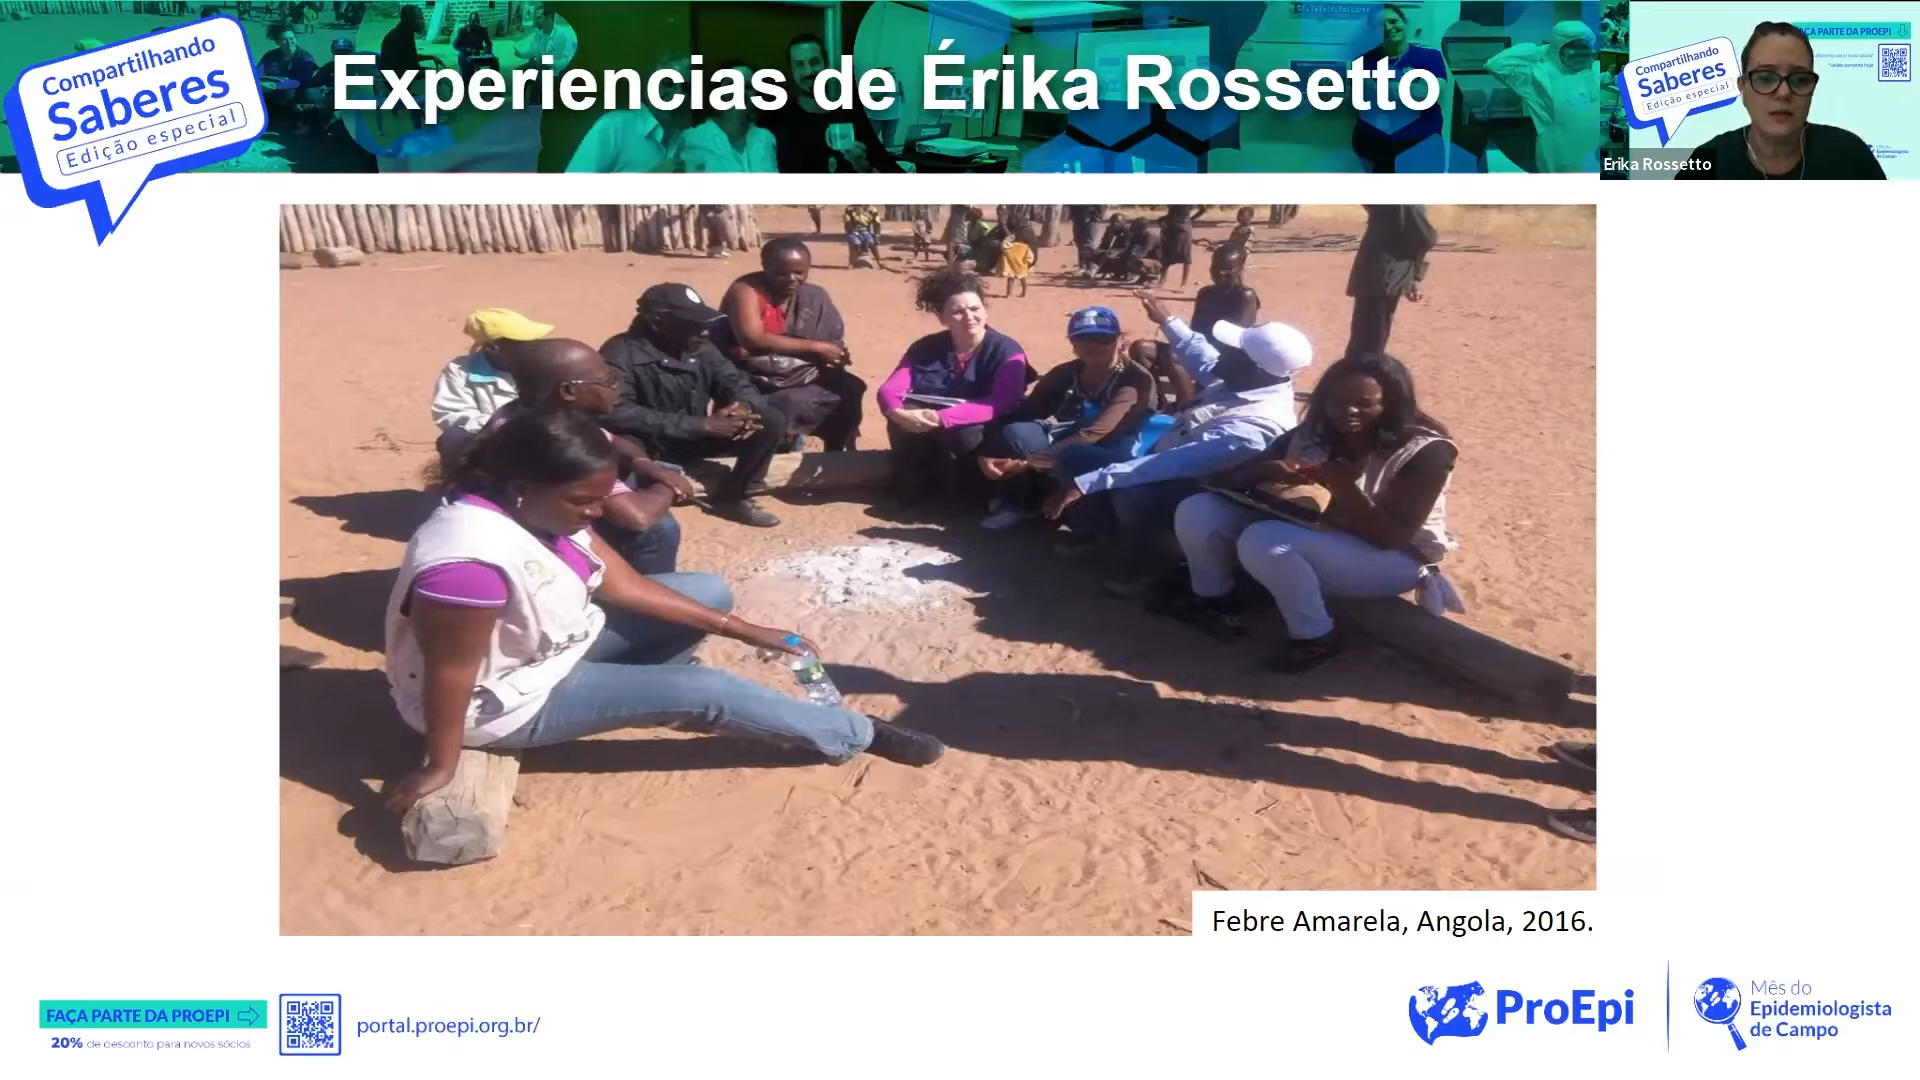 Compartilhando
Saberes
Edição especial
Experiencias de Érika Rossetto
FAÇA PARTE DA PROEPI
Compartilhando
Saberes
Edição especial
Erika Rossetto
Febre Amarela, Angola, 2016.
FAÇA PARTE DA PROEPI
20% de desconto para novos sócios
portal.proepi.org.br/
ProEpi
Mês do
Epidemiologista
de Campo